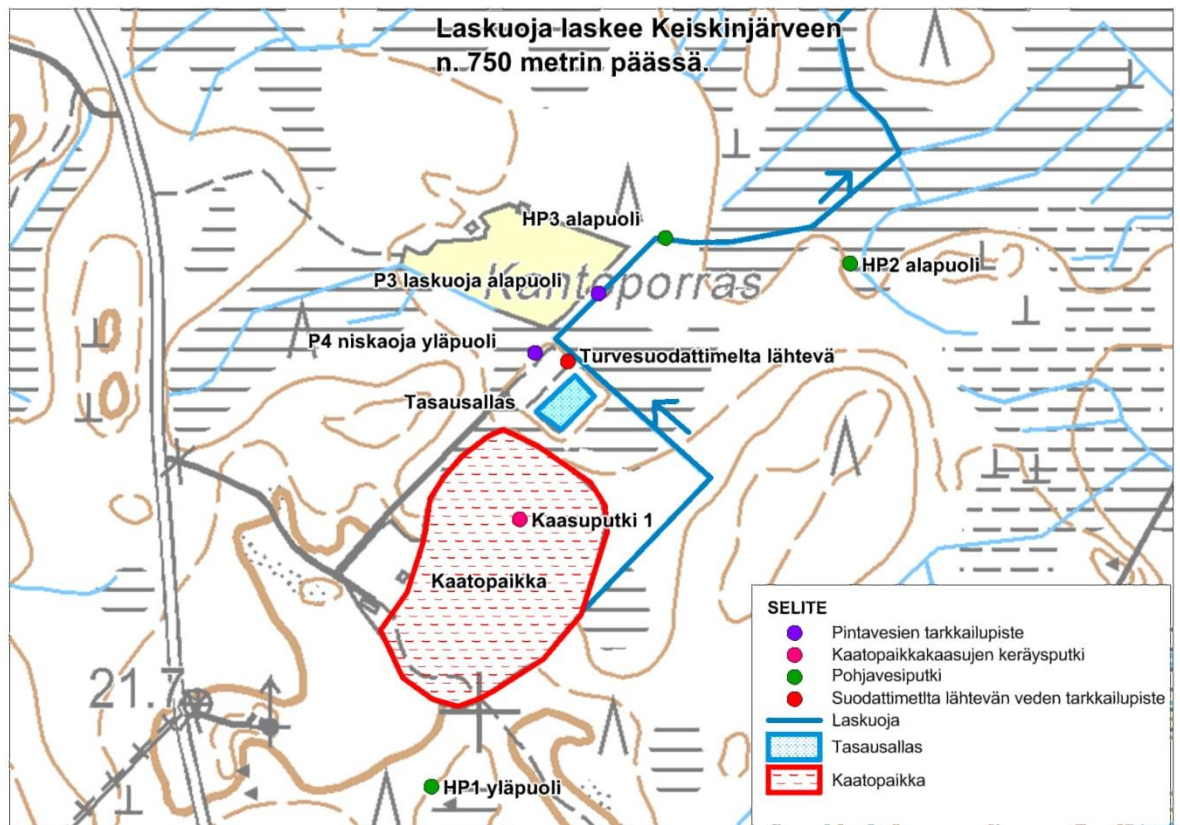 Laskuoja laskee Keiskinjärveen
n. 750 metrin päässä.
HP3 alapuoli
HP2 alapuoli
P3 laskuoja alapuoli
Kantoporras
P4 niskaoja yläpuoli
Turvesuodattimelta lähtevä
Tasausallas
Kaasuputki 1
Kaatopaikka
21.7
HP1 yläpuoli
SELITE
Pintavesien tarkkailupiste
Kaatopaikkakaasujen keräysputki
Pohjavesiputki
Suodattimetlta lähtevän veden tarkkailupiste
Laskuoja
Tasausallas
Kaatopaikka